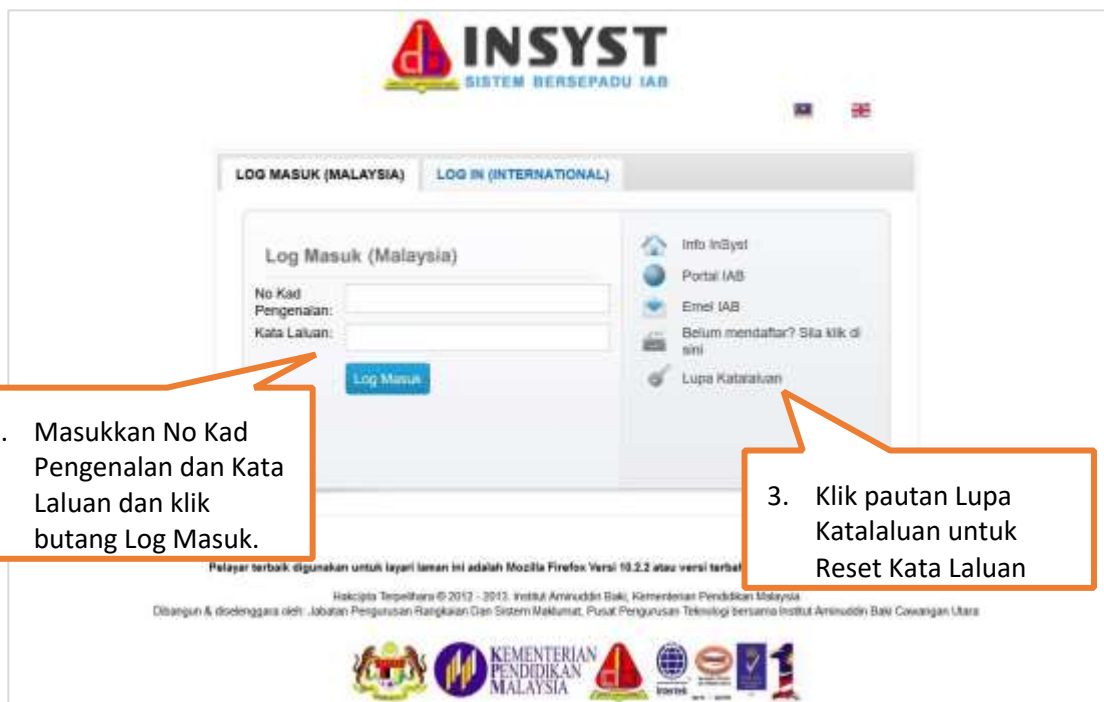 INSYST
SISTEM BERSEPADU IAB
LOG MASUK (MALAYSIA)
LOG IN (INTERNATIONAL)
Log Masuk (Malaysia)
No Kad
Pengenalan:
Kata Laluan:
Log Masuk
Info InSyst
Portal IAB
Emel IAB
Belum mendaftar? Sila klik di
sini
Lupa Katalaluan
. Masukkan No Kad
Pengenalan dan Kata
Laluan dan klik
butang Log Masuk.
3. Klik pautan Lupa
Katalaluan untuk
Reset Kata Laluan
Pelayar terbaik digunakan untuk layari laman ini adalah Mozilla Firefox Versi 10.2.2 atau versi
Hakcipta Terpelihara © 2012 - 2013. Institut Aminuddin Baki, Kementerian Pendidikan Malaysia
Dibangun & diselenggara oleh: Jabatan Pengurusan Rangkaian Dan Sistem Maklumat, Pusat Pengurusan Teknologi bersama Institut Aminuddin Baki Cawangan Utara
KEMENTERIAN
PENDIDIKAN
MALAYSIA
Intertek